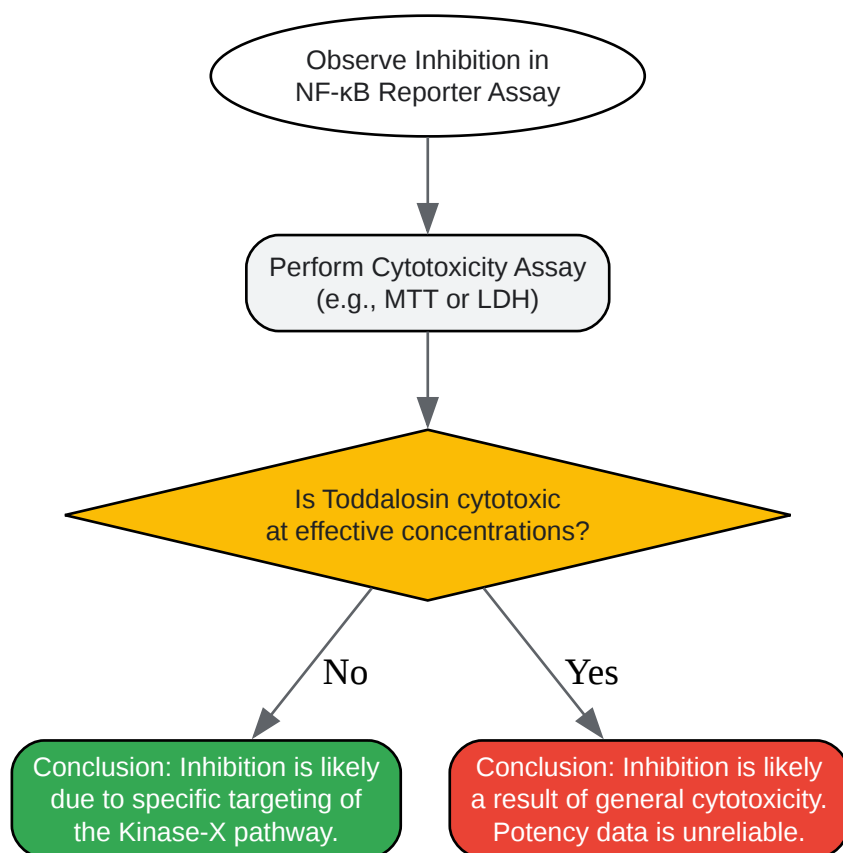 Observe Inhibition in
NF-κB Reporter Assay
Perform Cytotoxicity Assay
(e.g., MTT or LDH)
Is Toddalosin cytotoxic
at effective concentrations?
No
Yes
Conclusion: Inhibition is likely
due to specific targeting of
the Kinase-X pathway.
Conclusion: Inhibition is likely
a result of general cytotoxicity.
Potency data is unreliable.